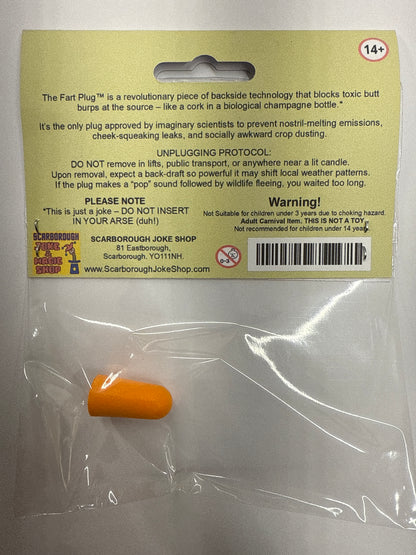 14+
The Fart Plug™ is a revolutionary piece of backside technology that blocks toxic butt
burps at the source – like a cork in a biological champagne bottle.*
It's the only plug approved by imaginary scientists to prevent nostril-melting emissions,
cheek-squeaking leaks, and socially awkward crop dusting.
UNPLUGGING PROTOCOL:
DO NOT remove in lifts, public transport, or anywhere near a lit candle.
Upon removal, expect a back-draft so powerful it may shift local weather patterns.
If the plug makes a "pop" sound followed by wildlife fleeing, you waited too long.
PLEASE NOTE
*This is just a joke – DO NOT INSERT
IN YOUR ARSE (duh!)
Warning!
Not Suitable for children under 3 years due to choking hazard.
Adult Carnival Item. THIS IS NOT A TOY
Not recommended for children under 14 years
SCARBOROUGH
JOKE &
MAGIC
SHOP
SCARBOROUGH JOKE SHOP
81 Eastborough,
Scarborough. YO111NH.
www.ScarboroughJokeShop.com
0-3